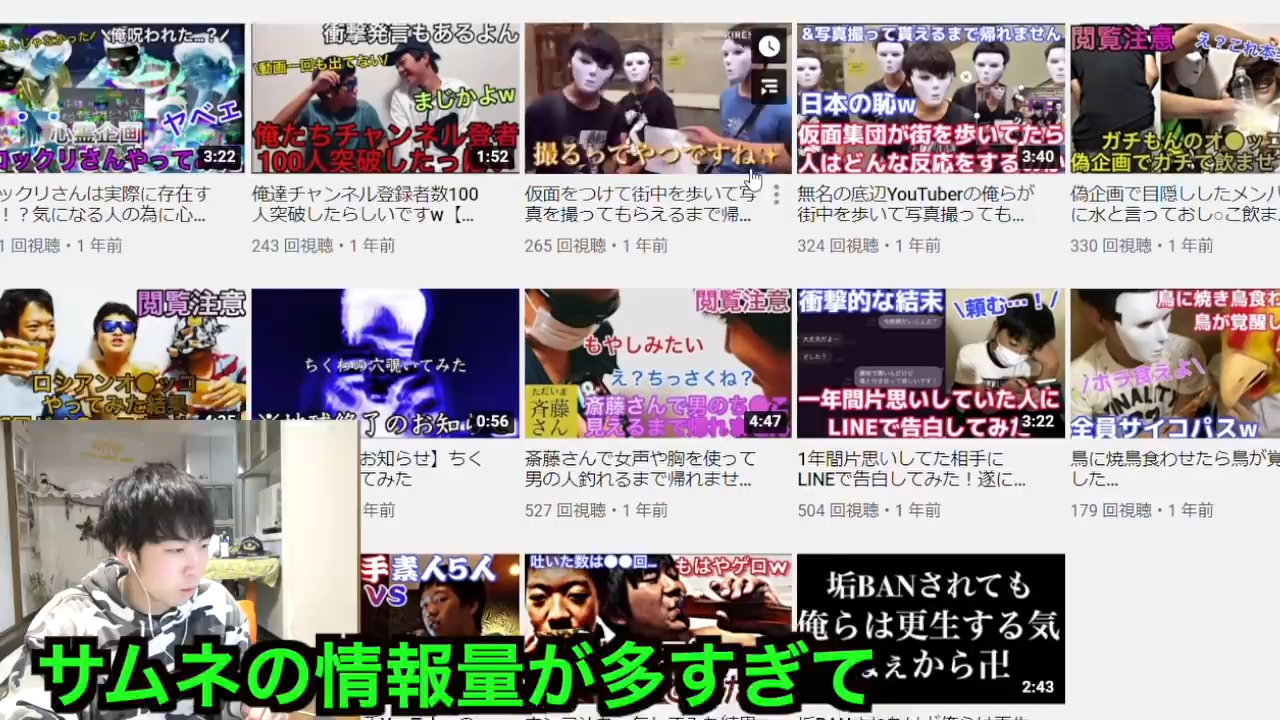 \俺呪われた...?/
ヤベェ
コックリさんやって
3:22
ックリさんは実際に存在す
！？気になる人の為に心...
1 回視聴・1 年前
衝撃発言もあるよん
\動画一回も出てない/
まじかよw
俺たちチャンネル登者
100人突破したっ
1:52
俺達チャンネル登録者数100
人突破したらしいですw【...
243 回視聴・1 年前
撮るってやつですね
仮面をつけて街中を歩いて写
真を撮ってもらえるまで帰...
265 回視聴・1 年前
&写真撮って貰えるまで帰れません
日本の恥w
仮面集団が街を歩いてたら
人はどんな反応をする
3:40
無名の底辺YouTuberの俺らが
街中を歩いて写真撮っても...
324 回視聴・1 年前
閲覧注意
え？これ本
ガチもんのオ●ッコ
偽企画でガチで飲ませ
偽企画で目隠ししたメンバ
に水と言っておし○こ飲ま
330 回視聴・1 年前
閲覧注意
ロシアンオ●ッコ
やってみた結果
ちくわの穴覗いてみた
了のお知
0:56
お知らせ】ちく
てみた
年前
閲覧注意
もやしみたい
え？ちっさくね？
ただいま
斉藤
さん
斎藤さんで男のち●こ
見えるまで帰れま
4:47
斎藤さんで女声や胸を使って
男の人釣れるまで帰れませ...
527 回視聴・1 年前
衝撃的な結末
\頼む…！/
一年間片思いしていた人に
LINEで告白してみた
3:22
1年間片思いしてた相手に
LINEで告白してみた！遂に...
504 回視聴・1 年前
鳥に焼き鳥食わ
鳥が覚醒し
\ホラ食えよ/
全員サイコパスw
鳥に焼鳥食わせたら鳥が覚
した...
179 回視聴・1 年前
手素人5人
VS
吐いた数は●●回...
もはやゲロw
垢BANされても
俺らは更生する気
ねぇから卍
2:43
サムネの情報量が多すぎて